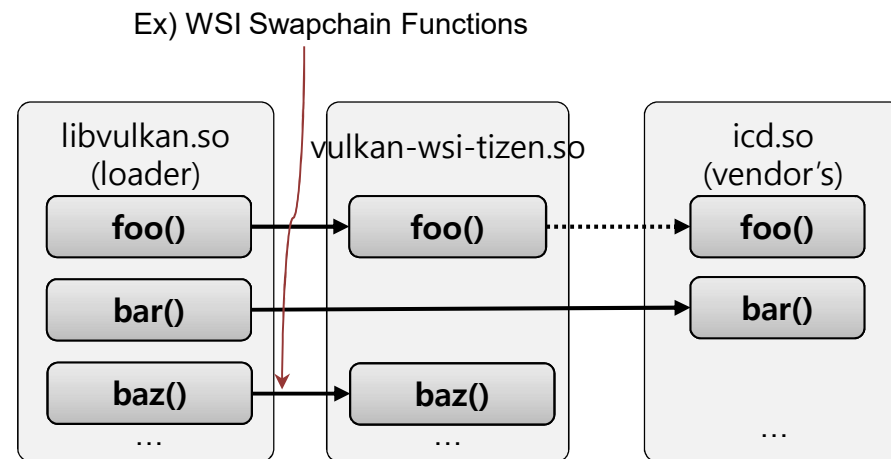 Ex) WSI Swapchain Functions
libvulkan.so
(loader)
foo()
bar()
baz()
...
vulkan-wsi-tizen.so
foo()
baz()
...
icd.so
(vendor's)
foo()
bar()
...